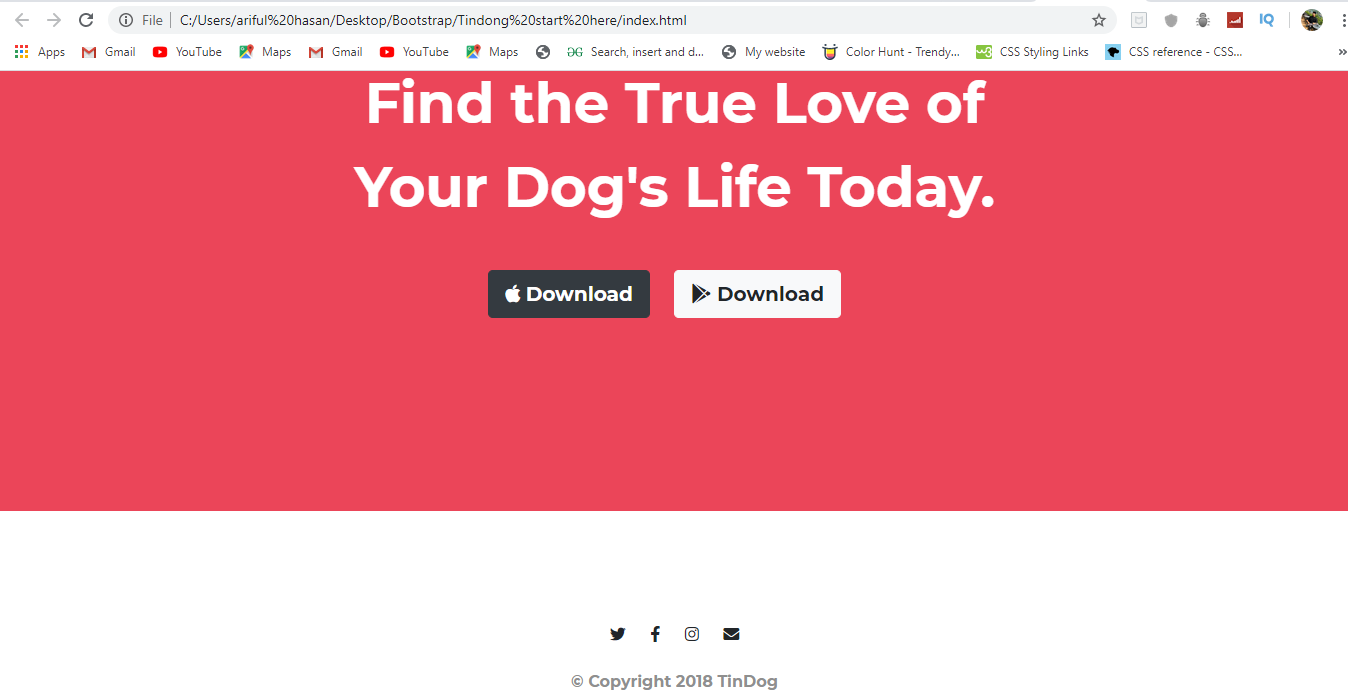 File C:/Users/ariful%20hasan/Desktop/Bootstrap/Tindong%20start%20here/index.html IQ
Apps Gmail YouTube Maps Gmail YouTube Maps Search, insert and d... My website Color Hunt - Trendy... CSS Styling Links CSS reference - CSS... »
Find the True Love of
Your Dog's Life Today.
Download Download
© Copyright 2018 TinDog